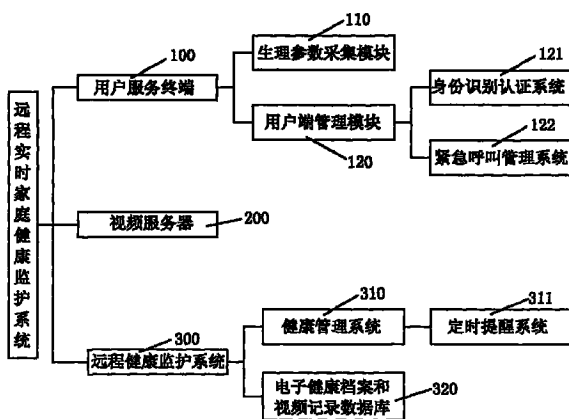 远程实时家庭健康监护系统
100
用户服务终端
110
生理参数采集模块
用户端管理模块
120
121
身份识别认证系统
122
紧急呼叫管理系统
视频服务器
200
300
远程健康监护系统
310
健康管理系统
311
定时提醒系统
电子健康档案和
视频记录数据库
320